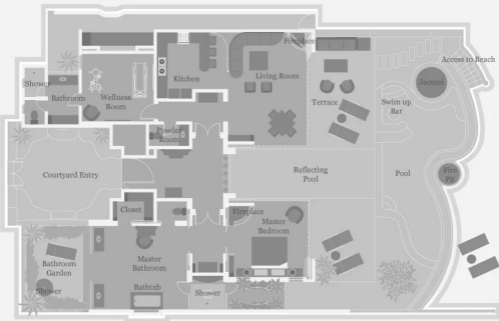 Fireplace
Access to Beach
Shower
Bathroom
Wellness
Room
Kitchen
Living Room
Jacuzzi
Terrace
Swim up
Bar
Powder
Room
Courtyard Entry
Reflecting
Pool
Pool
Fire
Pit
Closet
Fireplace
Master
Bedroom
Bathroom
Garden
Master
Bathroom
Shower
Bathtub
Shower